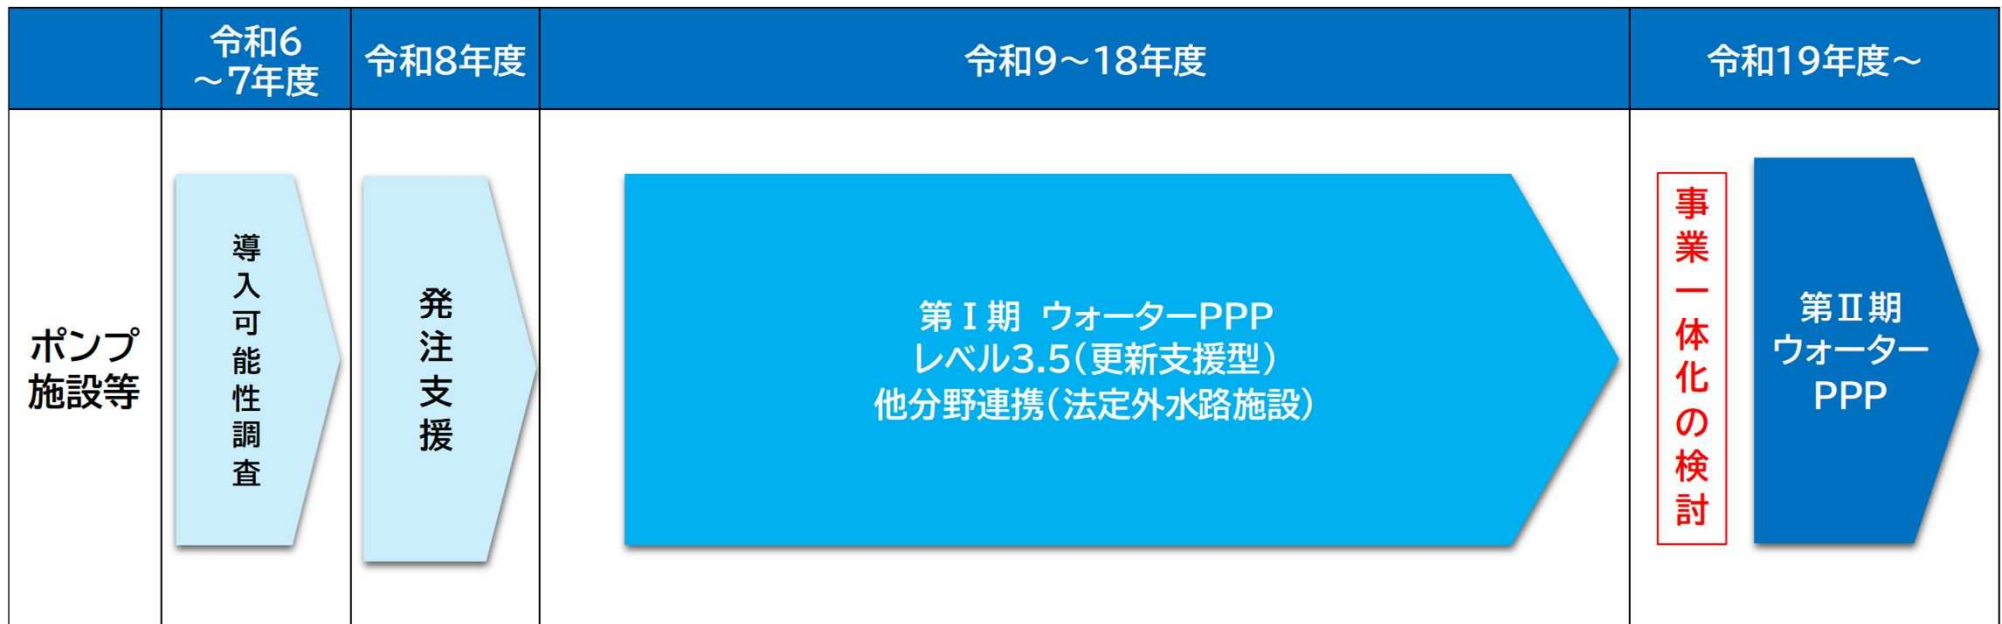 令和6
～7年度
令和8年度
令和9～18年度
令和19年度～
ポンプ
施設等
導入可能性調査
発注支援
第Ⅰ期 ウォーターPPP
レベル3.5（更新支援型）
他分野連携（法定外水路施設）
事業一体化の検討
第Ⅱ期
ウォーター
PPP